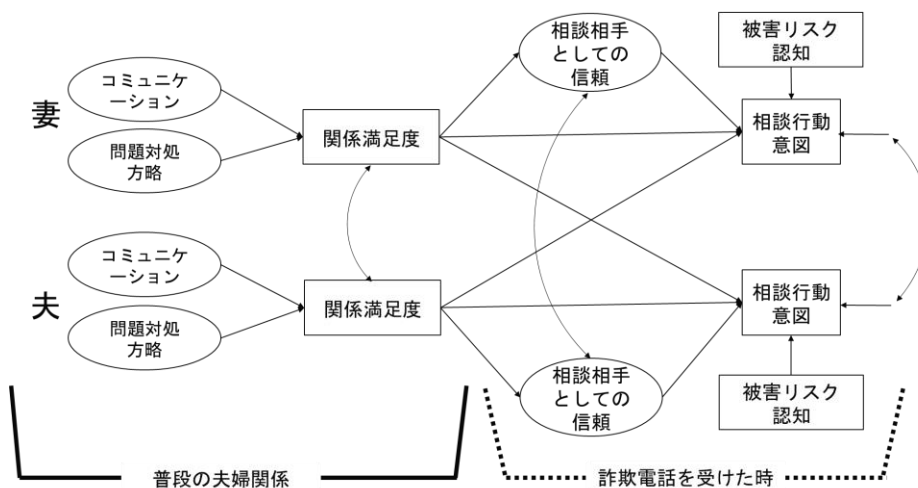 妻
コミュニケ
ーション
問題対処
方略
関係満足度
相談相手
としての
信頼
被害リスク
認知
相談行動
意図
夫
コミュニケ
ーション
問題対処
方略
関係満足度
相談行動
意図
相談相手
としての
信頼
被害リスク
認知
普段の夫婦関係
詐欺電話を受けた時